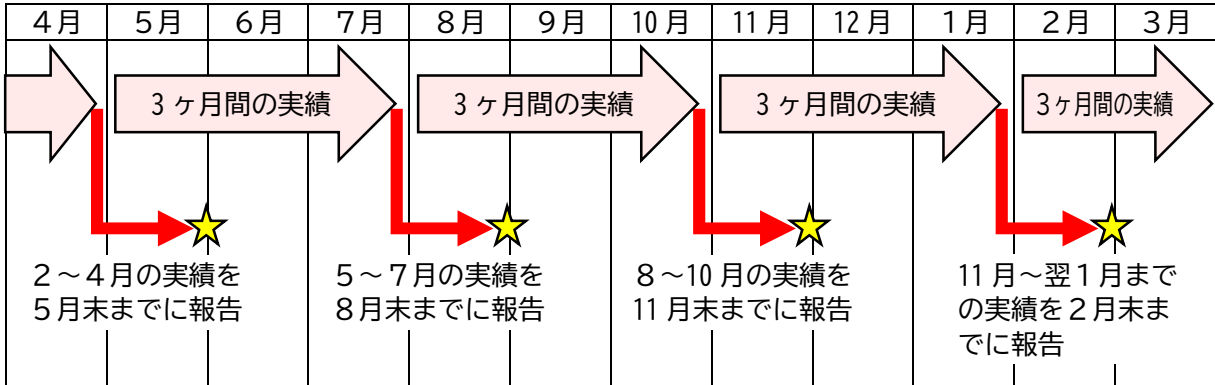 4月 5月 6月 7月 8月 9月 10月 11月 12月 1月 2月 3月
3ヶ月間の実績 3ヶ月間の実績 3ヶ月間の実績 3ヶ月間の実績
2~4月の実績を
5月末までに報告
5~7月の実績を
8月末までに報告
8~10月の実績を
11月末までに報告
11月~翌1月まで
の実績を2月末ま
でに報告